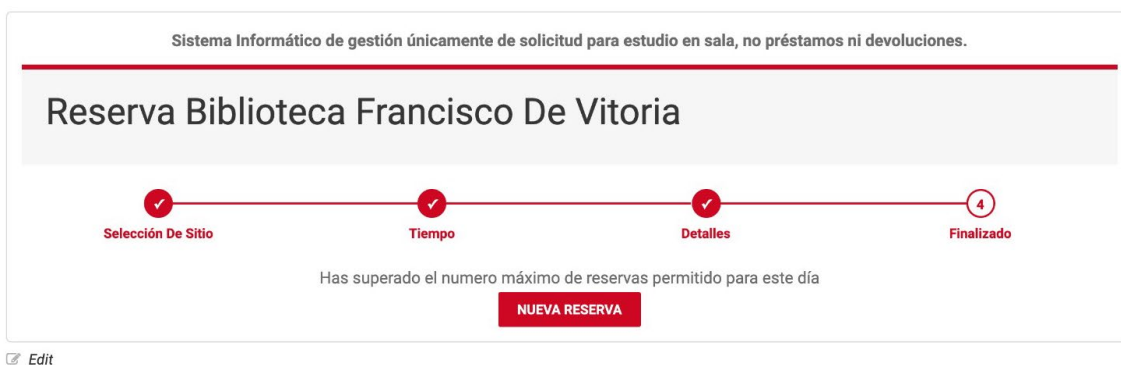 Sistema Informático de gestión únicamente de solicitud para estudio en sala, no préstamos ni devoluciones.
Reserva Biblioteca Francisco De Vitoria
✓ ✓ ✓ 4
Selección De Sitio Tiempo Detalles Finalizado
Has superado el numero máximo de reservas permitido para este día
NUEVA RESERVA
Edit